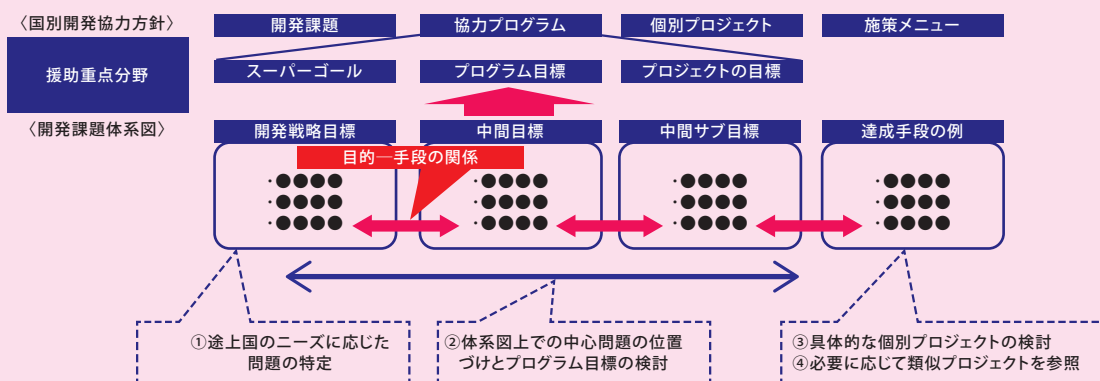 〈国別開発協力方針〉
開発課題
協力プログラム
個別プロジェクト
施策メニュー
援助重点分野
スーパーゴール
プログラム目標
プロジェクトの目標
〈開発課題体系図〉
開発戦略目標
中間目標
中間サブ目標
達成手段の例
目的―手段の関係
・●●●●
・●●●●
・●●●●
・●●●●
・●●●●
・●●●●
・●●●●
・●●●●
・●●●●
・●●●●
・●●●●
・●●●●
①途上国のニーズに応じた
問題の特定
②体系図上での中心問題の位置
づけとプログラム目標の検討
③具体的な個別プロジェクトの検討
④必要に応じて類似プロジェクトを参照